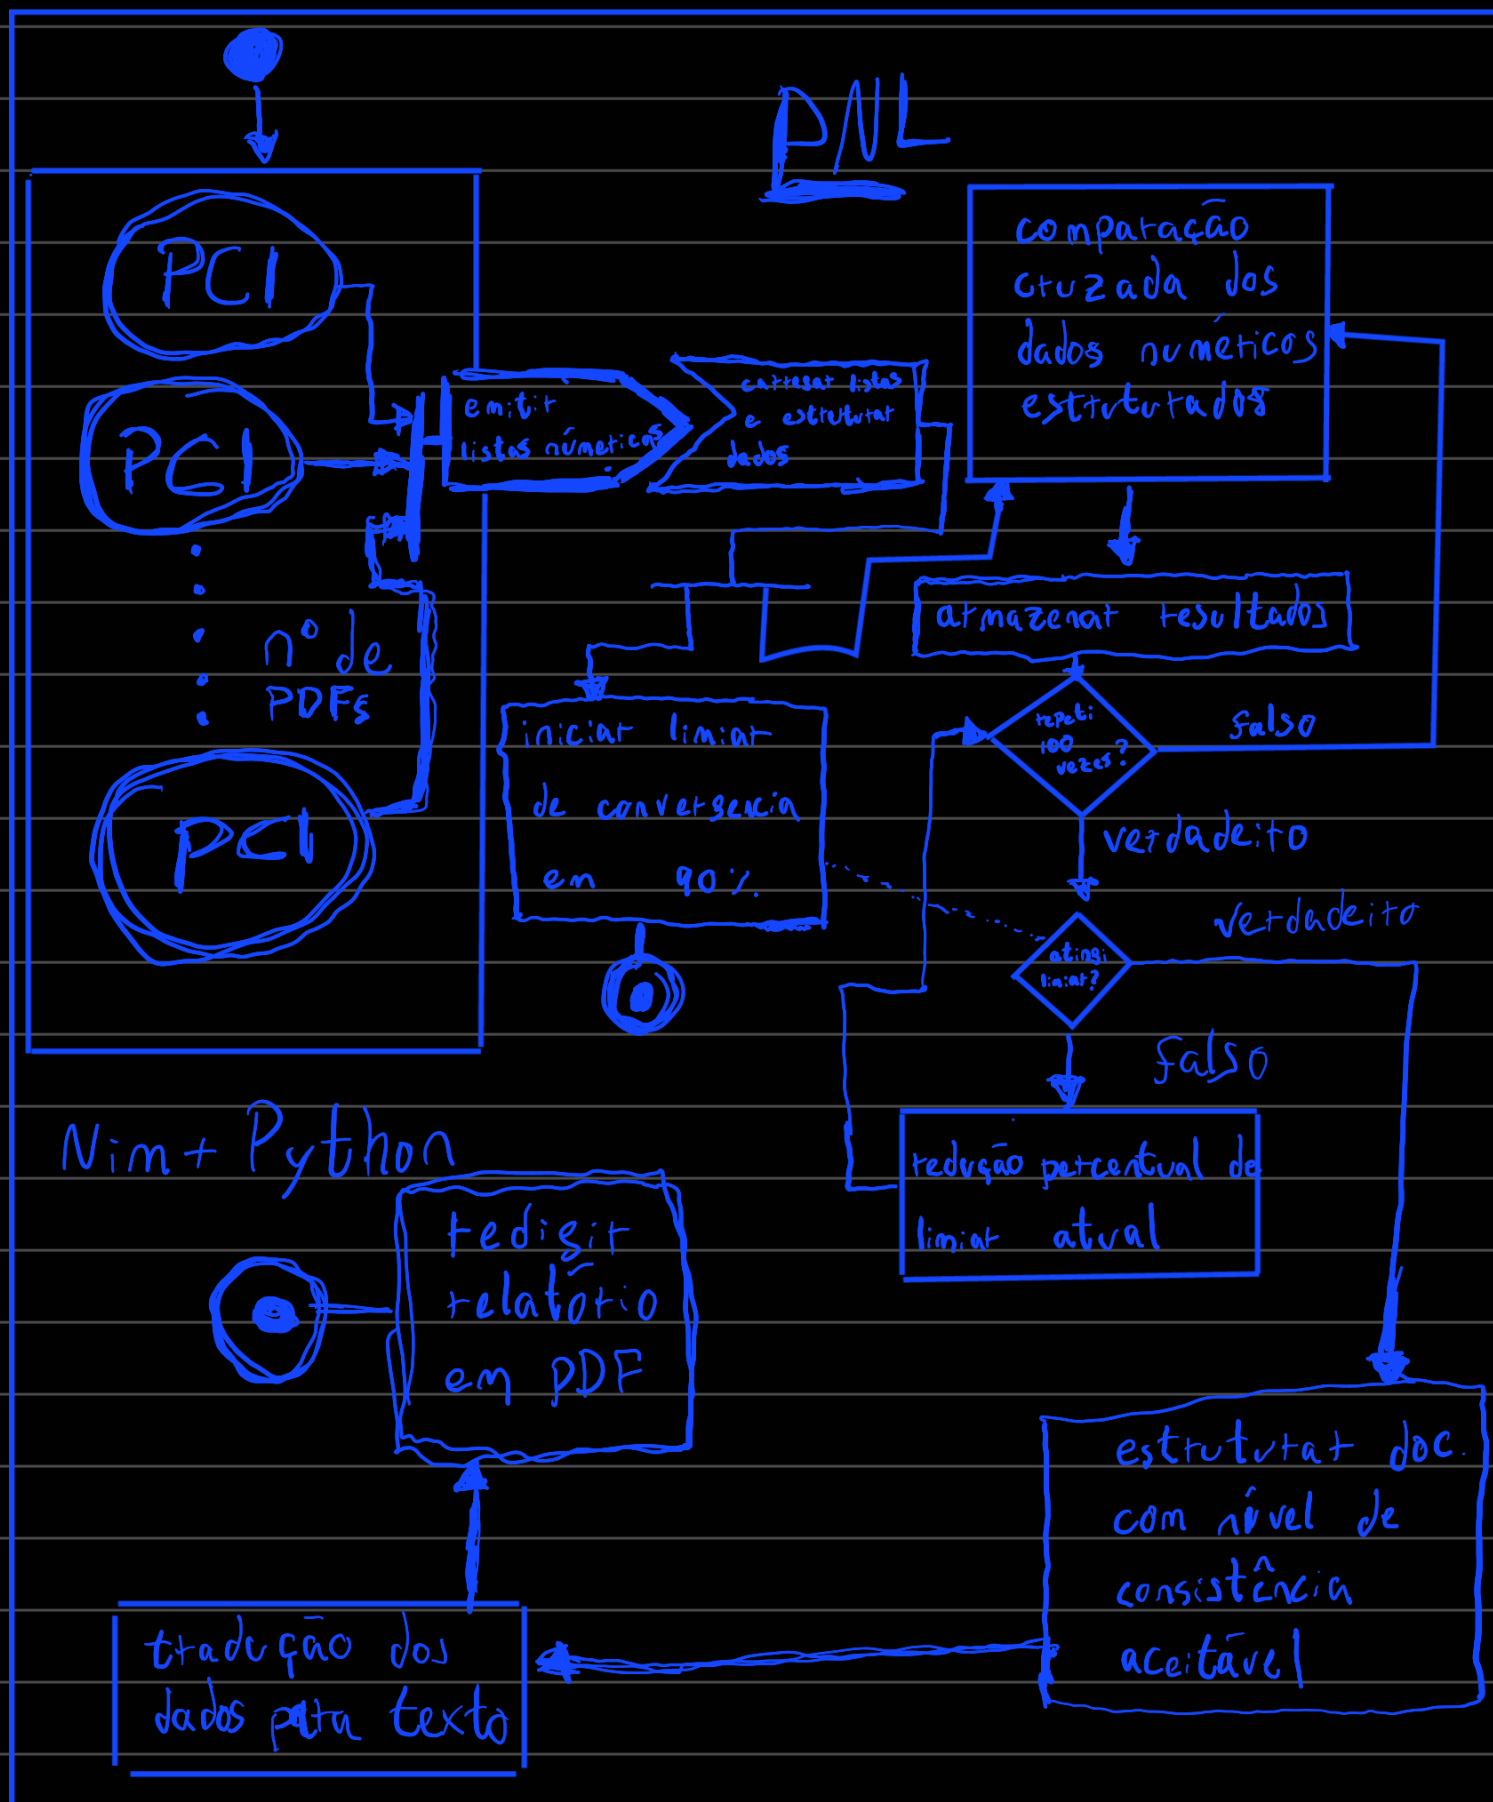 PNL
PCI
PCI
nº de
PDFs
PCI
emitir
listas númericas
carregar listas
e estruturar
dados
comparação
cruzada dos
dados numéricos
estruturados
armazenar resultados
repeti
100
vezes?
falso
verdadeiro
iniciar limiar
de convergencia
em 90%
atingi
limiar?
verdadeiro
falso
redução percentual de
limiar atual
Nim + Python
redigir
relatório
em PDF
estruturar doc.
com nível de
consistência
aceitável
tradução dos
dados para texto